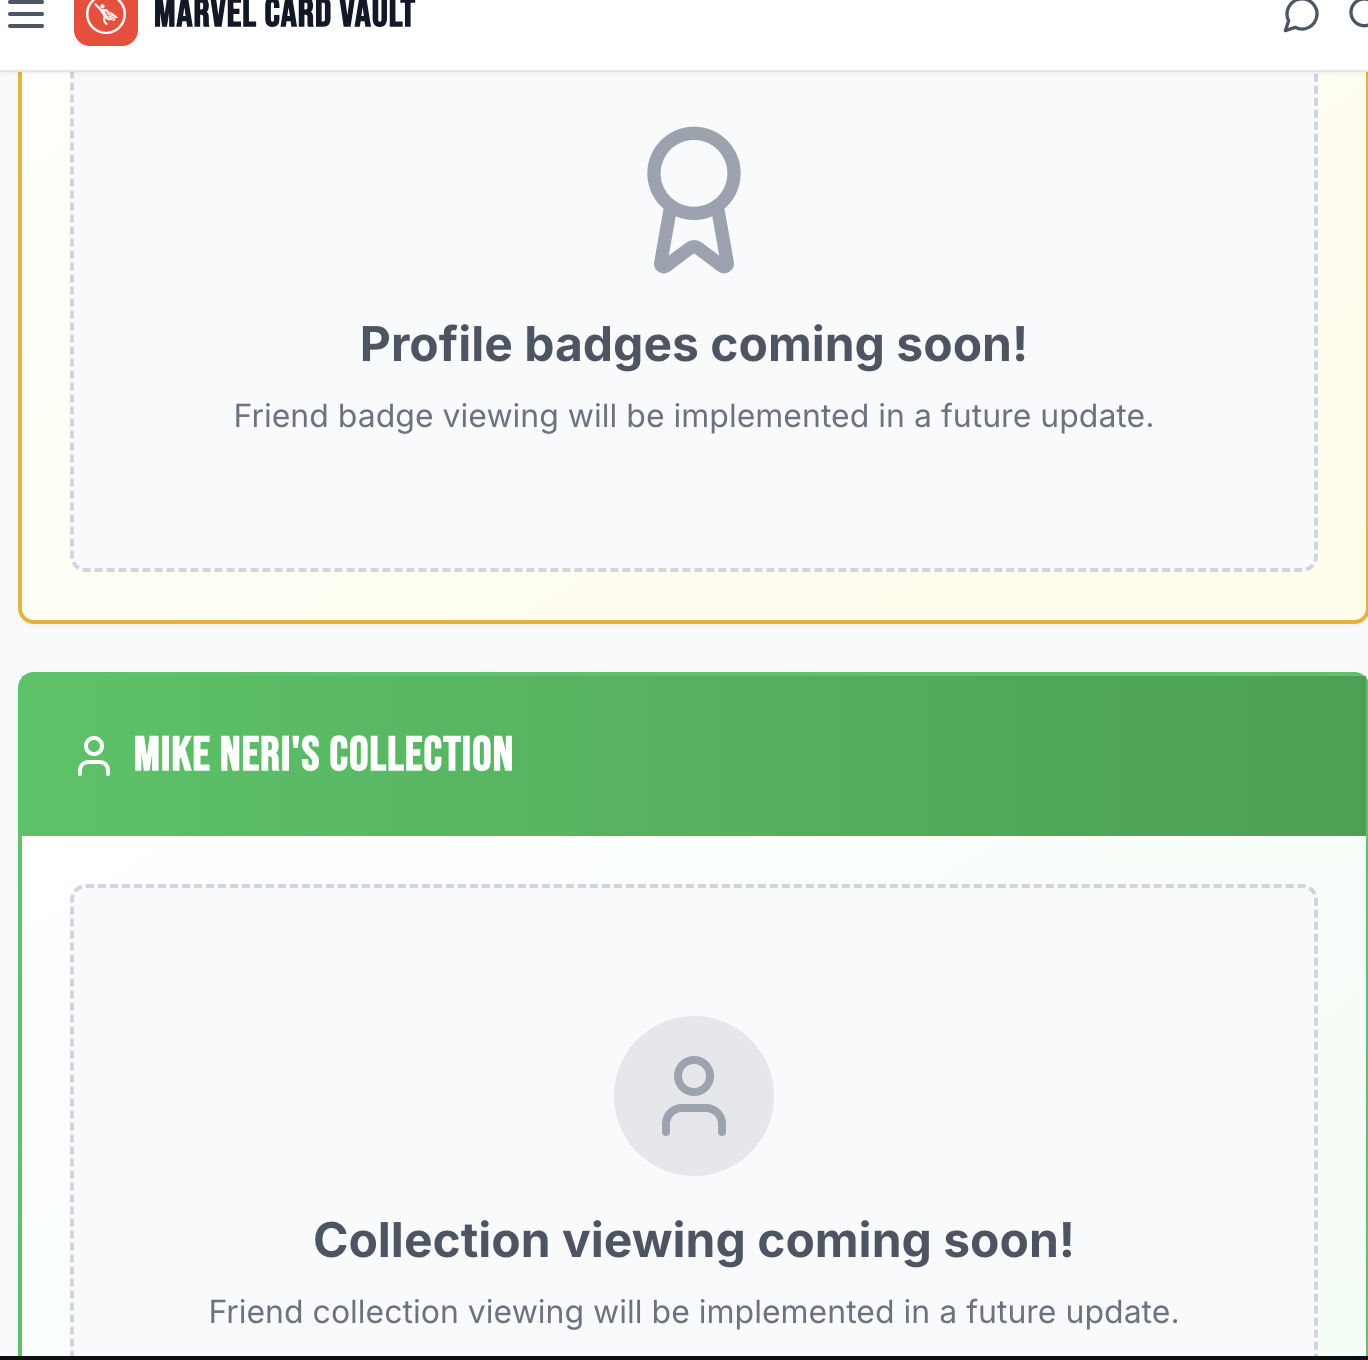 MARVEL CARD VAULT
Profile badges coming soon!
Friend badge viewing will be implemented in a future update.
MIKE NERI'S COLLECTION
Collection viewing coming soon!
Friend collection viewing will be implemented in a future update.